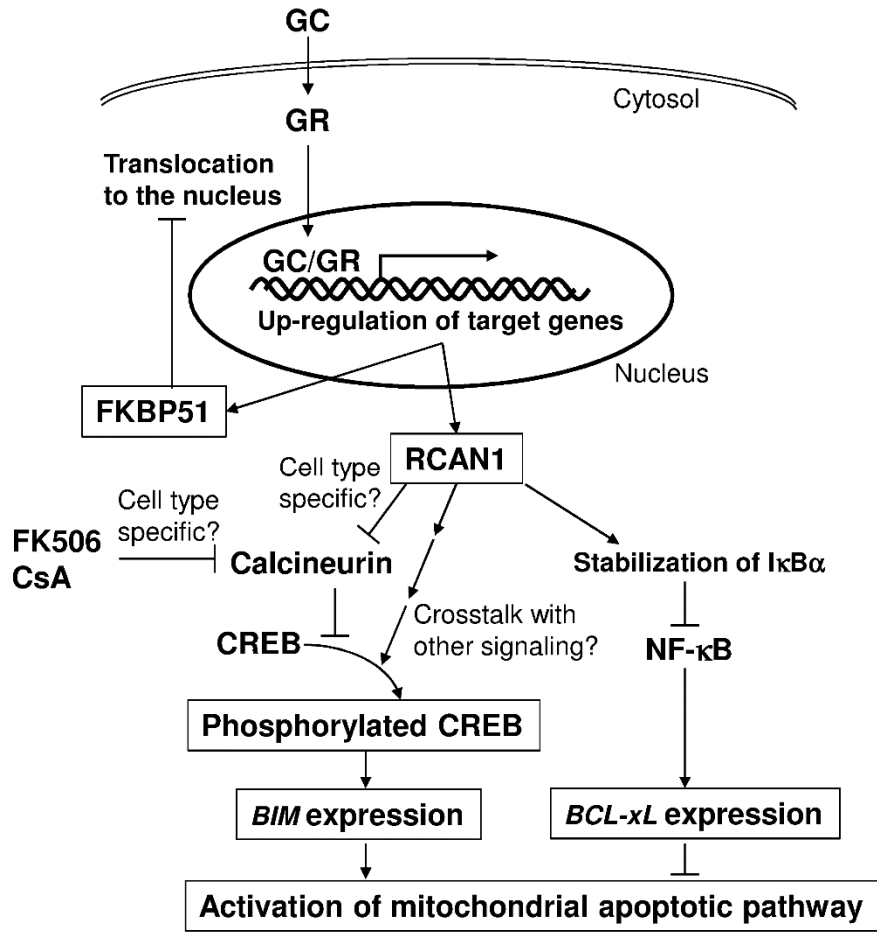 GC
Cytosol
GR
Translocation
to the nucleus
GC/GR
Up-regulation of target genes
Nucleus
FKBP51
RCAN1
Cell type
specific?
Cell type
specific?
FK506
CsA
Calcineurin
Stabilization of IκBα
Crosstalk with
other signaling?
CREB
NF-κB
Phosphorylated CREB
BIM expression
BCL-xL expression
Activation of mitochondrial apoptotic pathway